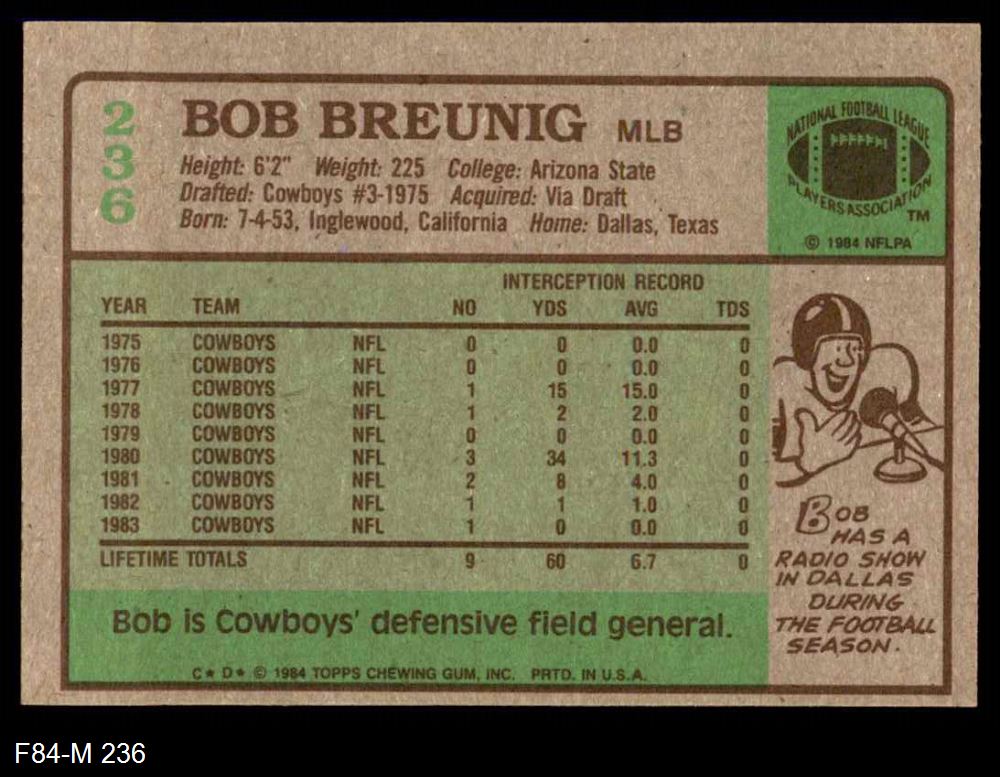 236
BOB BREUNIG MLB
Height: 6'2" Weight: 225 College: Arizona State
Drafted: Cowboys #3-1975 Acquired: Via Draft
Born: 7-4-53, Inglewood, California Home: Dallas, Texas
NATIONAL FOOTBALL LEAGUE
PLAYERS ASSOCIATION
TM
© 1984 NFLPA
INTERCEPTION RECORD
YEAR TEAM NO YDS AVG TDS
1975 COWBOYS NFL 0 0 0.0 0
1976 COWBOYS NFL 0 0 0.0 0
1977 COWBOYS NFL 1 15 15.0 0
1978 COWBOYS NFL 1 2 2.0 0
1979 COWBOYS NFL 0 0 0.0 0
1980 COWBOYS NFL 3 34 11.3 0
1981 COWBOYS NFL 2 8 4.0 0
1982 COWBOYS NFL 1 1 1.0 0
1983 COWBOYS NFL 1 0 0.0 0
LIFETIME TOTALS 9 60 6.7 0
BOB
HAS A
RADIO SHOW
IN DALLAS
DURING
THE FOOTBALL
SEASON.
Bob is Cowboys' defensive field general.
C★ D★ © 1984 TOPPS CHEWING GUM, INC. PRTD. IN U.S.A.
F84-M 236